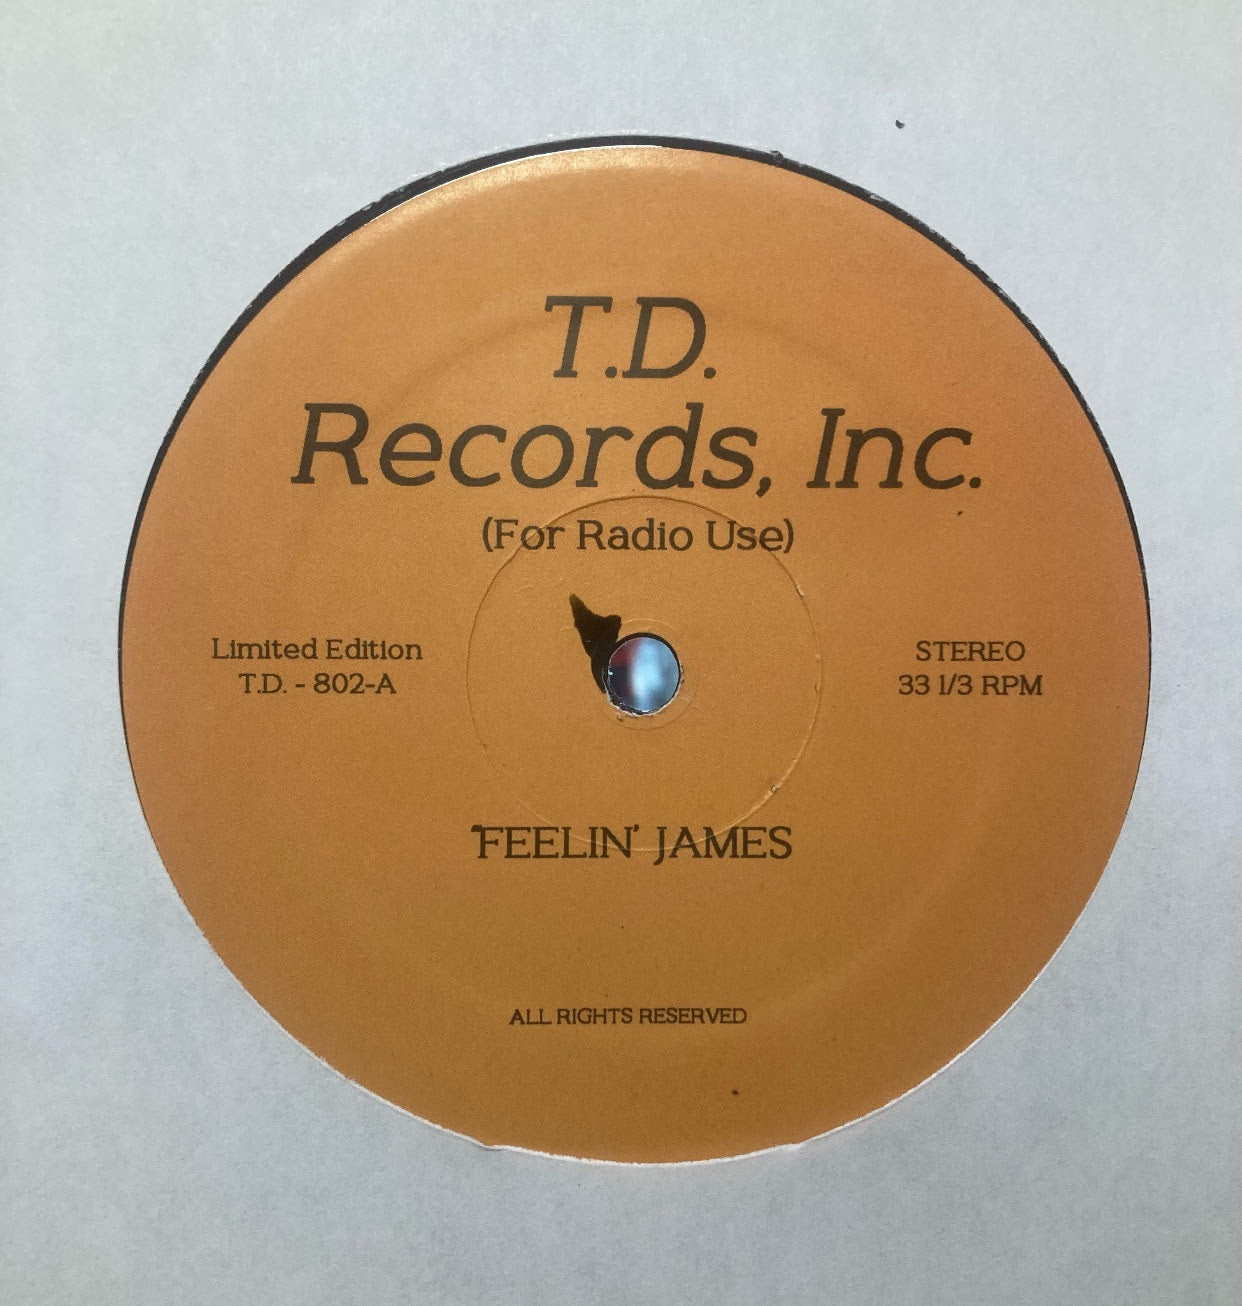 T.D.
Records, Inc.
(For Radio Use)
Limited Edition
T.D. - 802-A
STEREO
33 1/3 RPM
"FEELIN' JAMES
ALL RIGHTS RESERVED